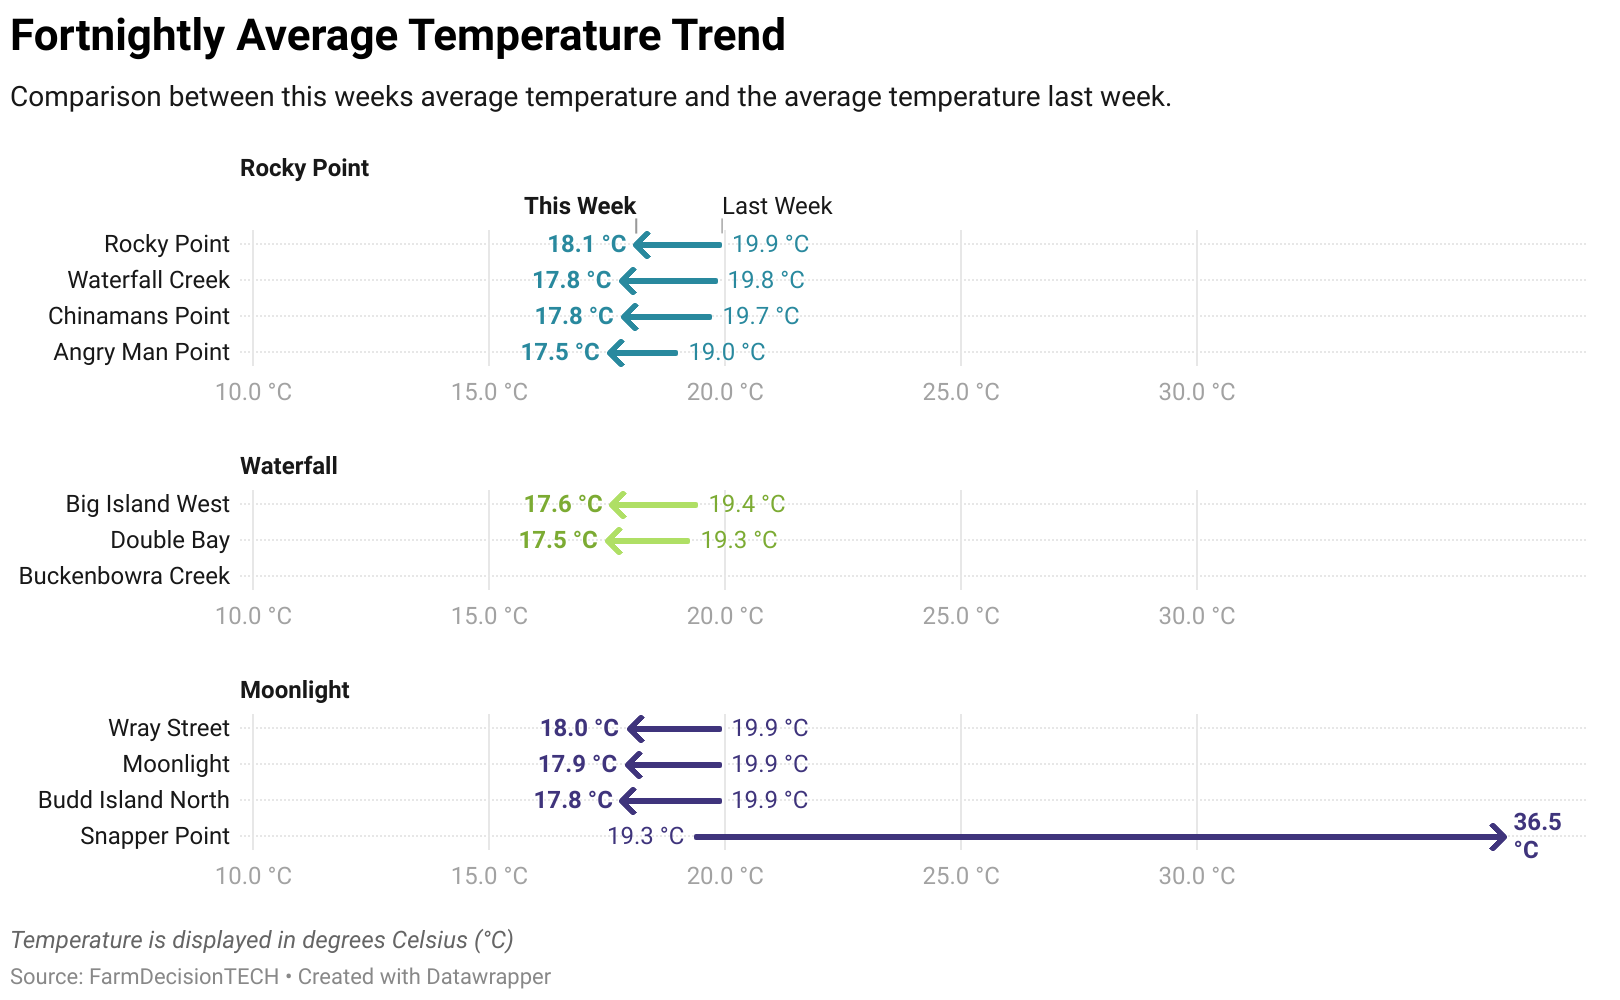 Fortnightly Average Temperature Trend
Comparison between this weeks average temperature and the average temperature last week.
Rocky Point
This Week Last Week
Rocky Point 18.1 °C 19.9 °C
Waterfall Creek 17.8 °C 19.8 °C
Chinamans Point 17.8 °C 19.7 °C
Angry Man Point 17.5 °C 19.0 °C
10.0 °C 15.0 °C 20.0 °C 25.0 °C 30.0 °C
Waterfall
Big Island West 17.6 °C 19.4 °C
Double Bay 17.5 °C 19.3 °C
Buckenbowra Creek
10.0 °C 15.0 °C 20.0 °C 25.0 °C 30.0 °C
Moonlight
Wray Street 18.0 °C 19.9 °C
Moonlight 17.9 °C 19.9 °C
Budd Island North 17.8 °C 19.9 °C
Snapper Point 19.3 °C 36.5
°C
10.0 °C 15.0 °C 20.0 °C 25.0 °C 30.0 °C
Temperature is displayed in degrees Celsius (°C)
Source: FarmDecisionTECH • Created with Datawrapper